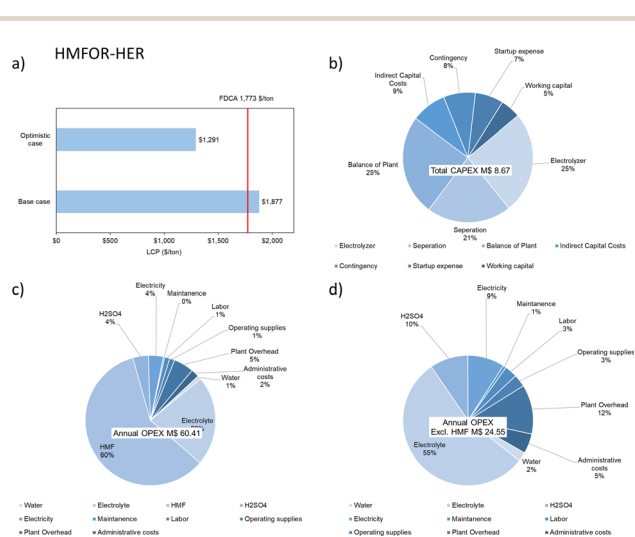 HMFOR-HER
a)
FDCA 1,773 $/ton
Optimistic
case
$1,291
Base case
$1,877
$0
$500
$1,000
$1,500
$2,000
LCP ($/ton)
b)
Startup expense
7%
Contingency
8%
Working capital
5%
Indirect Capital
Costs
9%
Electrolyzer
25%
Balance of Plant
25%
Total CAPEX M$ 8.67
Seperation
21%
Electrolyzer
Seperation
Balance of Plant
Indirect Capital Costs
Contingency
Startup expense
Working capital
c)
Electricity
4%
Maintanence
0%
Labor
1%
H2SO4
4%
Operating supplies
1%
Plant Overhead
5%
Administrative
costs
2%
Water
1%
Electrolyte
Annual OPEX M$ 60.41
HMF
60%
Water
Electrolyte
HMF
H2SO4
Electricity
Maintanence
Labor
Operating supplies
Plant Overhead
Administrative costs
d)
Electricity
9%
Maintanence
1%
Labor
3%
H2SO4
10%
Operating supplies
3%
Plant Overhead
12%
Annual OPEX
Excl. HMF M$ 24.55
Electrolyte
55%
Water
2%
Administrative
costs
5%
Water
Electrolyte
H2SO4
Electricity
Maintanence
Labor
Operating supplies
Plant Overhead
Administrative costs